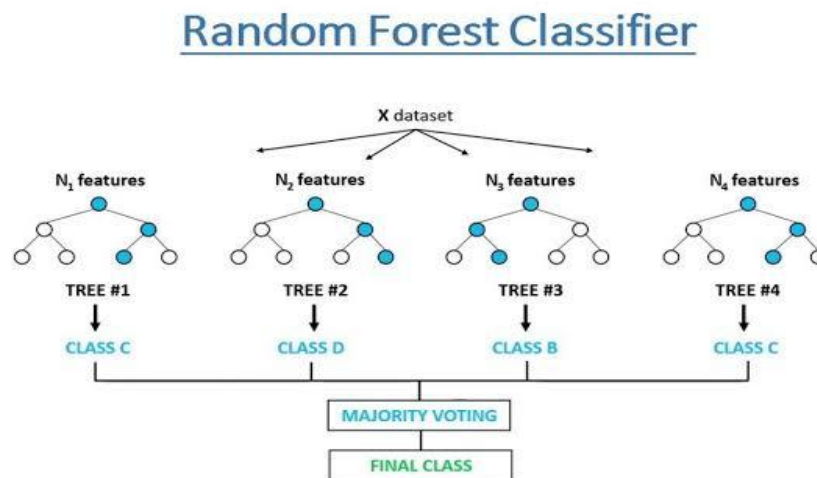 Random Forest Classifier
X dataset
N₁ features N₂ features N₃ features N₄ features
TREE #1 TREE #2 TREE #3 TREE #4
CLASS C CLASS D CLASS B CLASS C
MAJORITY VOTING
FINAL CLASS